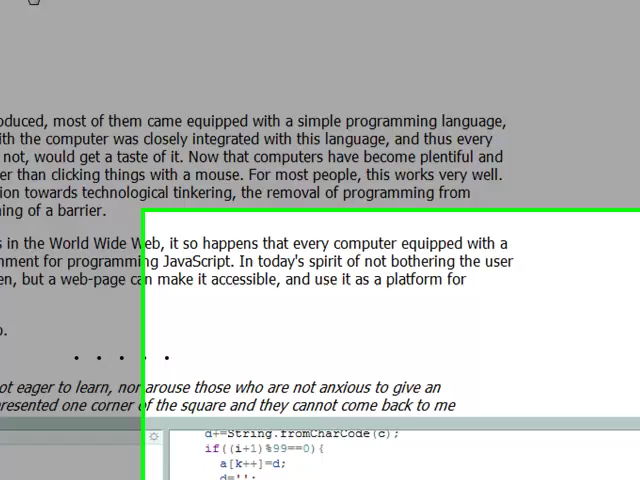 oduced, most of them came equipped with a simple programming language,
ith the computer was closely integrated with this language, and thus every
not, would get a taste of it. Now that computers have become plentiful and
er than clicking things with a mouse. For most people, this works very well.
ion towards technological tinkering, the removal of programming from
ning of a barrier.
s in the World Wide Web, it so happens that every computer equipped with a
nment for programming JavaScript. In today's spirit of not bothering the user
en, but a web-page can make it accessible, and use it as a platform for
o.
• • • • •
ot eager to learn, nor arouse those who are not anxious to give an
presented one corner of the square and they cannot come back to me
d+=String.fromCharCode(c);
if((i+1)%99==0){
a[k++]=d;
d='';